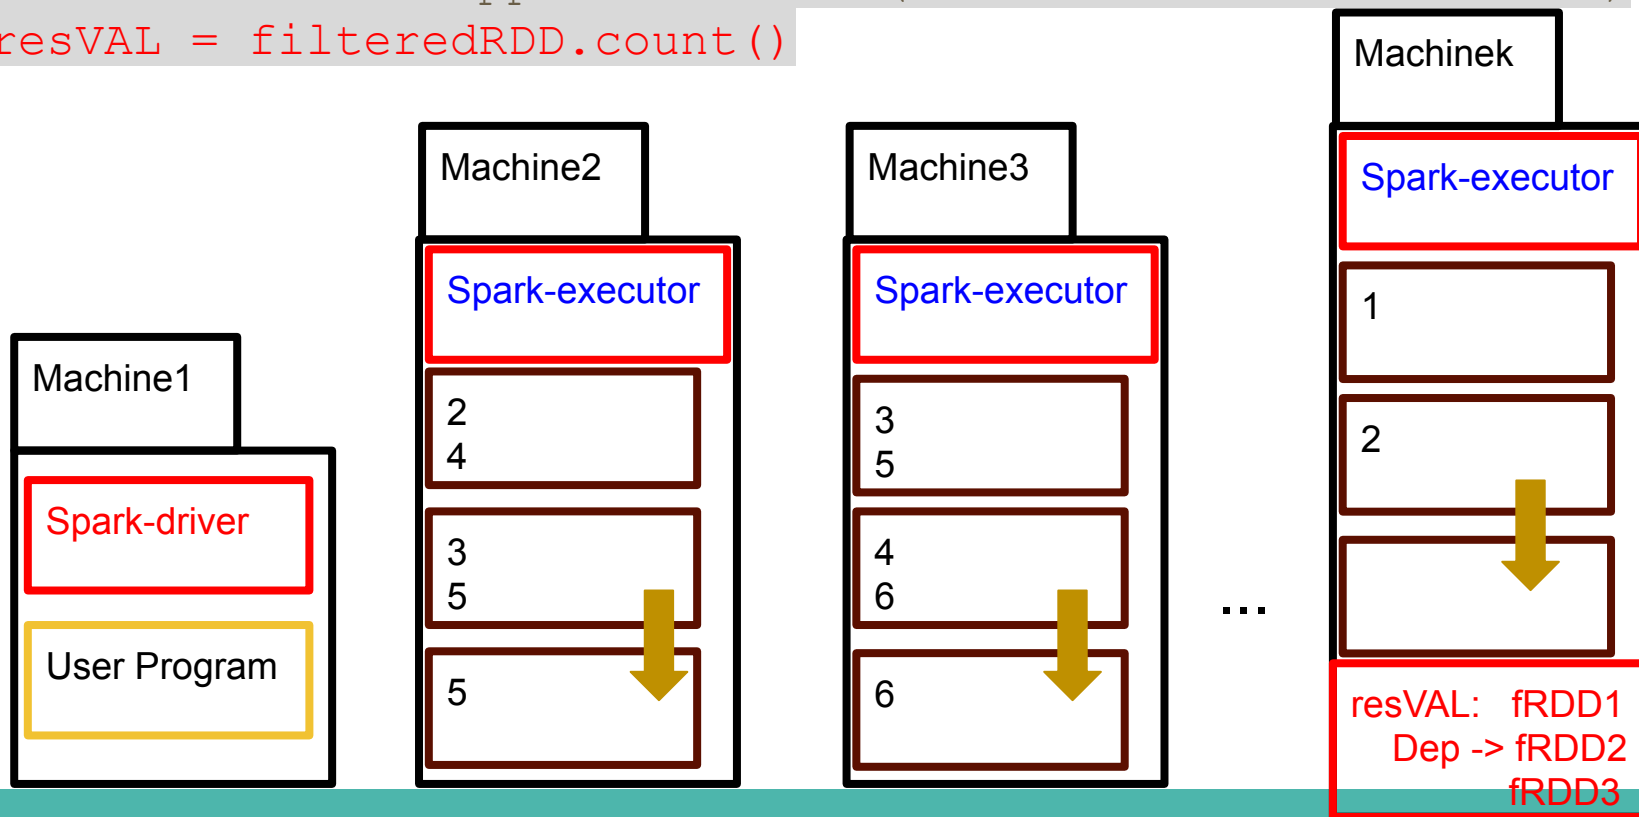 resVAL = filteredRDD.count()
Machinek
Machine2
Machine3
Spark-executor
Spark-executor
Spark-executor
1
Machine1
2
4
3
5
2
Spark-driver
3
5
4
6
...
User Program
5
6
resVAL: fRDD1
Dep -> fRDD2
fRDD3